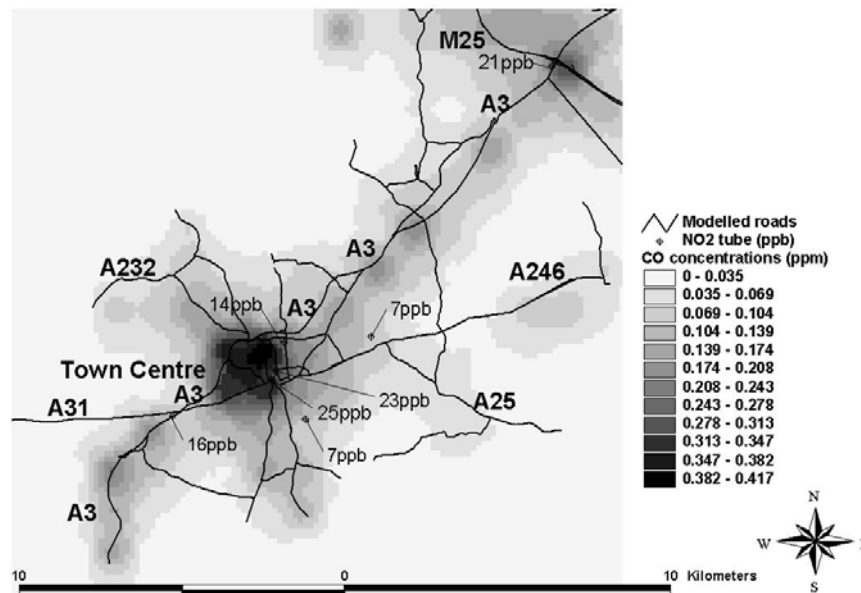 M25
21ppb
A3
A3
A232
A246
14ppb
A3
7ppb
Town Centre
A3
23ppb
A31
25ppb
A25
16ppb
7ppb
A3
Modelled roads
NO2 tube (ppb)
CO concentrations (ppm)
0 - 0.035
0.035 - 0.069
0.069 - 0.104
0.104 - 0.139
0.139 - 0.174
0.174 - 0.208
0.208 - 0.243
0.243 - 0.278
0.278 - 0.313
0.313 - 0.347
0.347 - 0.382
0.382 - 0.417
N
W
S
10 0 10 Kilometers